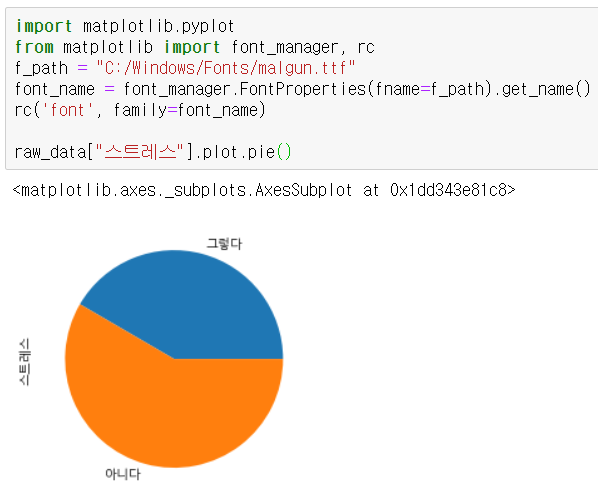 import matplotlib.pyplot
from matplotlib import font_manager, rc
f_path = "C:/Windows/Fonts/malgun.ttf"
font_name = font_manager.FontProperties(fname=f_path).get_name()
rc('font', family=font_name)
raw_data["스트레스"].plot.pie()
<matplotlib.axes._subplots.AxesSubplot at 0x1dd343e81c8>
그렇다
스트레스
아니다